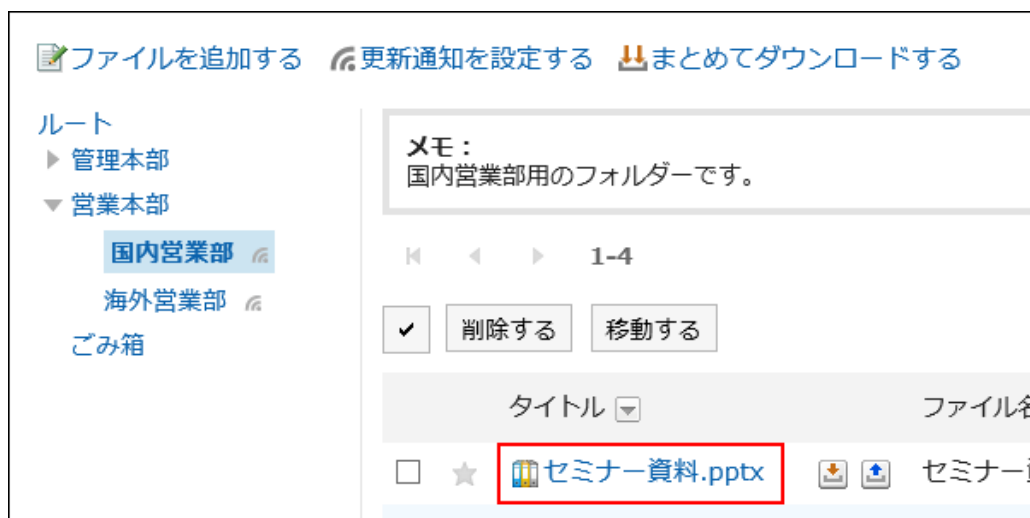 ファイルを追加する 更新通知を設定する まとめてダウンロードする
ルート
管理本部
営業本部
国内営業部
海外営業部
ごみ箱
メモ：
国内営業部用のフォルダーです。
1-4
削除する 移動する
タイトル ファイル名
セミナー資料.pptx セミナー